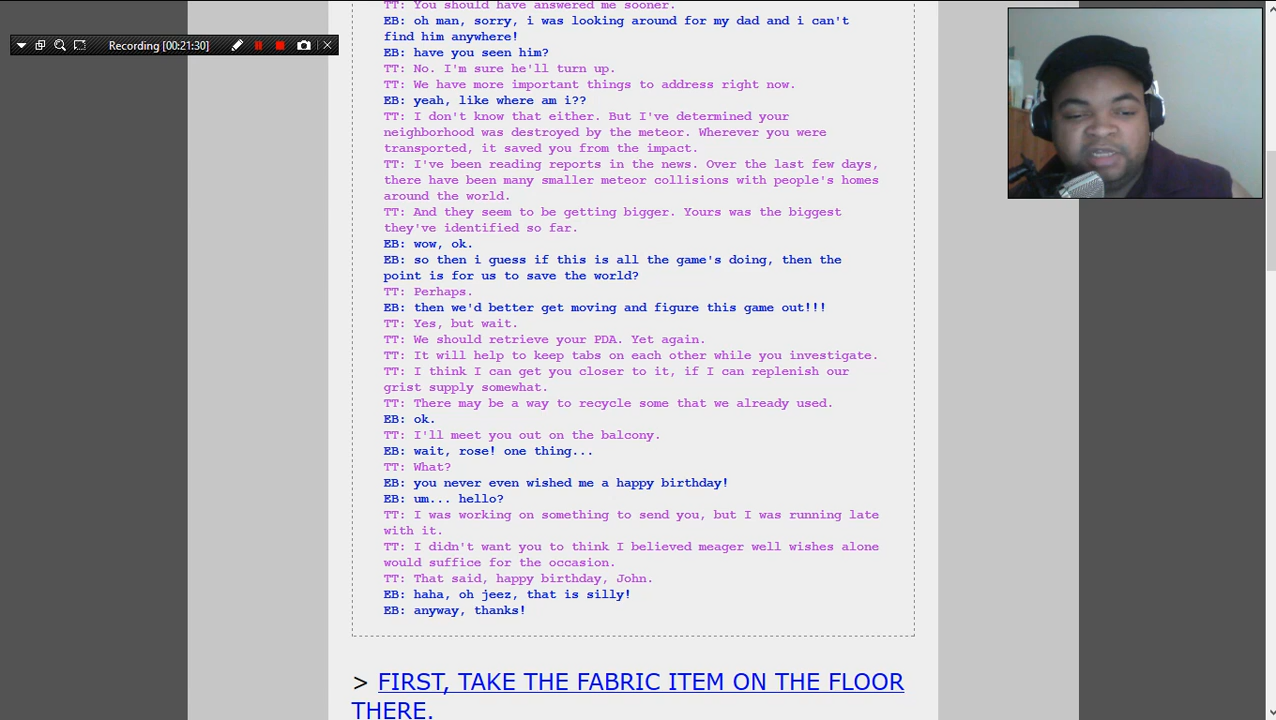 TT: You should have answered me sooner.
EB: oh man, sorry, i was looking around for my dad and i can't
find him anywhere!
Recording [00:21:30]
EB: have you seen him?
TT: No. I'm sure he'll turn up.
TT: We have more important things to address right now.
EB: yeah, like where am i??
TT: I don't know that either. But I've determined your
neighborhood was destroyed by the meteor. Wherever you were
transported, it saved you from the impact.
TT: I've been reading reports in the news. Over the last few days,
there have been many smaller meteor collisions with people's homes
around the world.
TT: And they seem to be getting bigger. Yours was the biggest
they've identified so far.
EB: wow, ok.
EB: so then i guess if this is all the game's doing, then the
point is for us to save the world?
TT: Perhaps.
EB: then we'd better get moving and figure this game out!!!
TT: Yes, but wait.
TT: We should retrieve your PDA. Yet again.
TT: It will help to keep tabs on each other while you investigate.
TT: I think I can get you closer to it, if I can replenish our
grist supply somewhat.
TT: There may be a way to recycle some that we already used.
EB: ok.
TT: I'll meet you out on the balcony.
EB: wait, rose! one thing...
TT: What?
EB: you never even wished me a happy birthday!
EB: um... hello?
TT: I was working on something to send you, but I was running late
with it.
TT: I didn't want you to think I believed meager well wishes alone
would suffice for the occasion.
TT: That said, happy birthday, John.
EB: haha, oh jeez, that is silly!
EB: anyway, thanks!
> FIRST, TAKE THE FABRIC ITEM ON THE FLOOR
THERE.